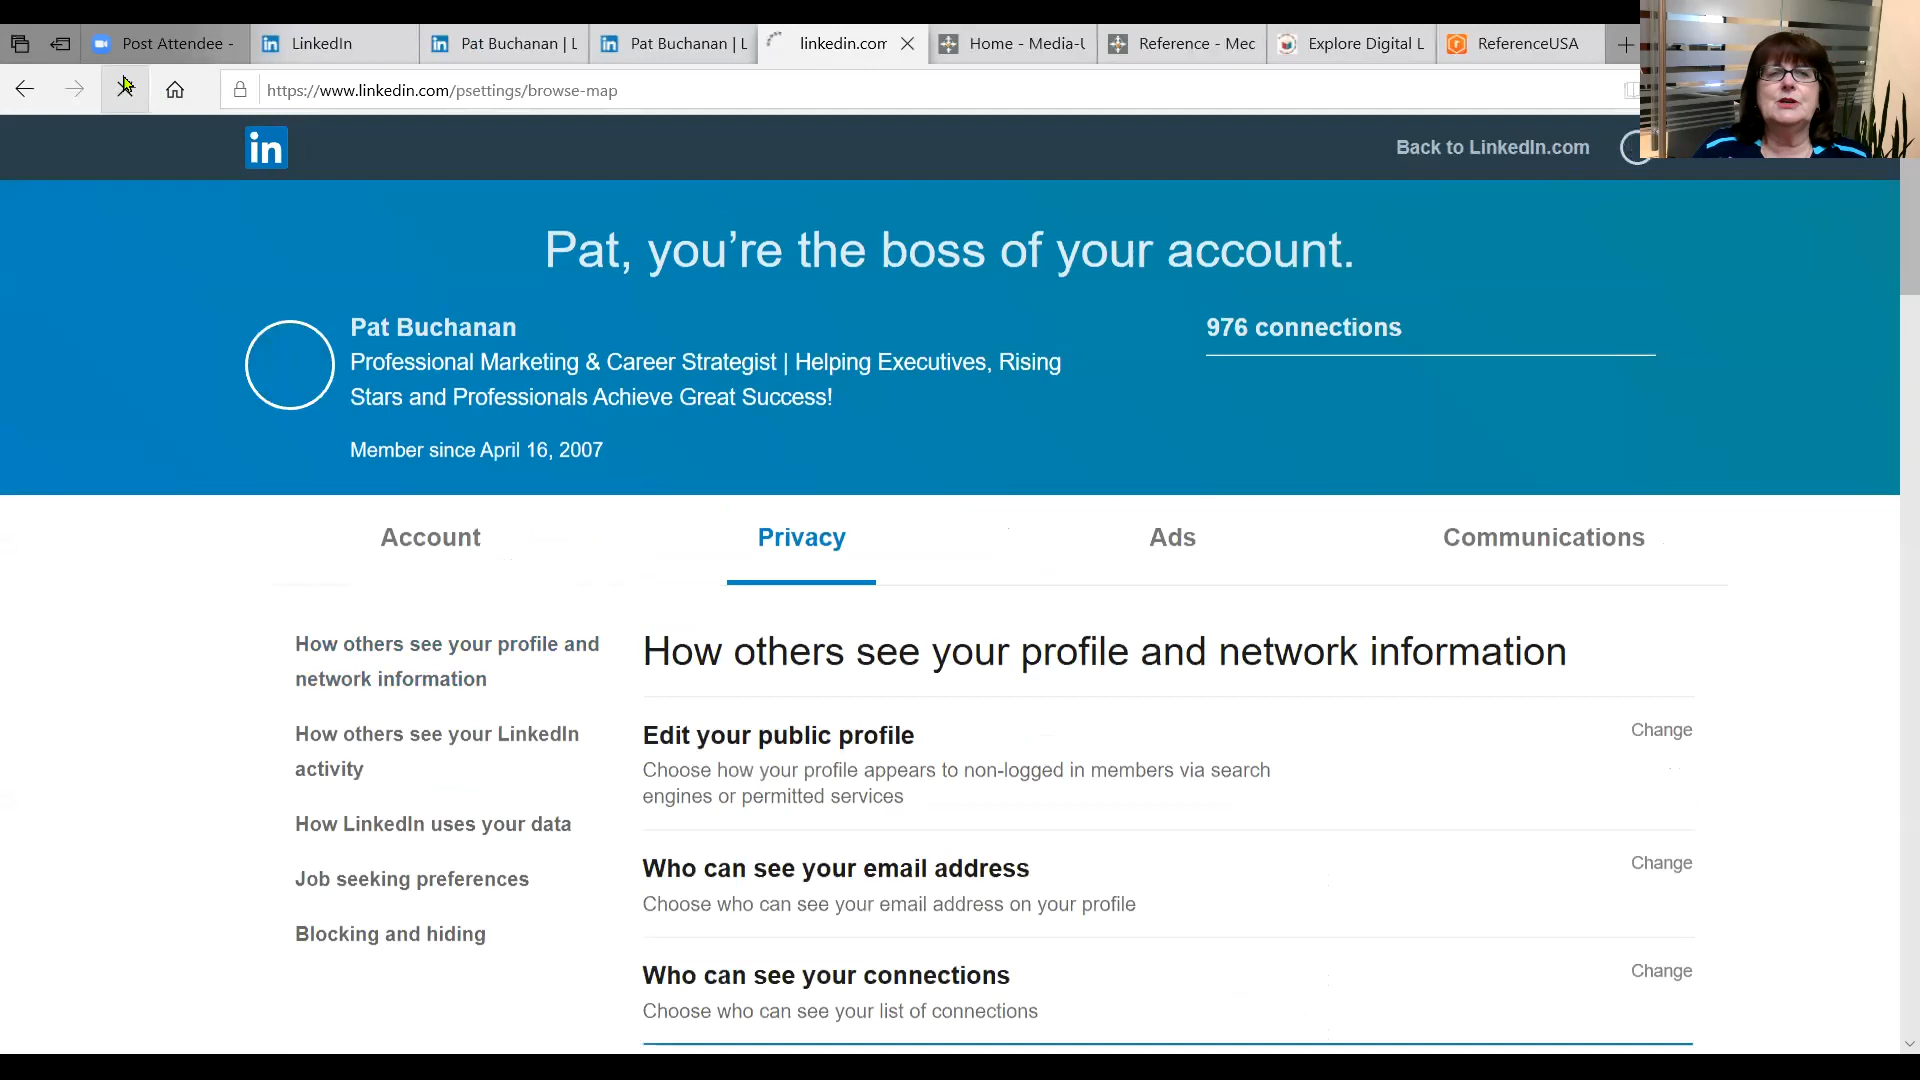 Post Attendee -
LinkedIn
Pat Buchanan | L
Pat Buchanan | L
linkedin.com
Home - Media-U
Reference - Mec
Explore Digital L
ReferenceUSA
https://www.linkedin.com/psettings/browse-map
in
Back to LinkedIn.com
Pat, you’re the boss of your account.
Pat Buchanan
976 connections
Professional Marketing & Career Strategist | Helping Executives, Rising
Stars and Professionals Achieve Great Success!
Member since April 16, 2007
Account
Privacy
Ads
Communications
How others see your profile and
network information
How others see your LinkedIn
activity
How LinkedIn uses your data
Job seeking preferences
Blocking and hiding
How others see your profile and network information
Edit your public profile
Change
Choose how your profile appears to non-logged in members via search
engines or permitted services
Who can see your email address
Change
Choose who can see your email address on your profile
Who can see your connections
Change
Choose who can see your list of connections